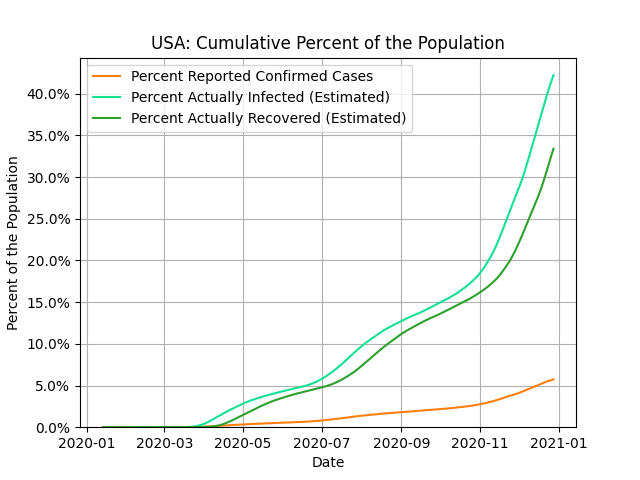 USA: Cumulative Percent of the Population
Percent Reported Confirmed Cases
Percent Actually Infected (Estimated)
Percent Actually Recovered (Estimated)
40.0%
35.0%
30.0%
25.0%
20.0%
15.0%
10.0%
5.0%
0.0%
Percent of the Population
2020-01 2020-03 2020-05 2020-07 2020-09 2020-11 2021-01
Date